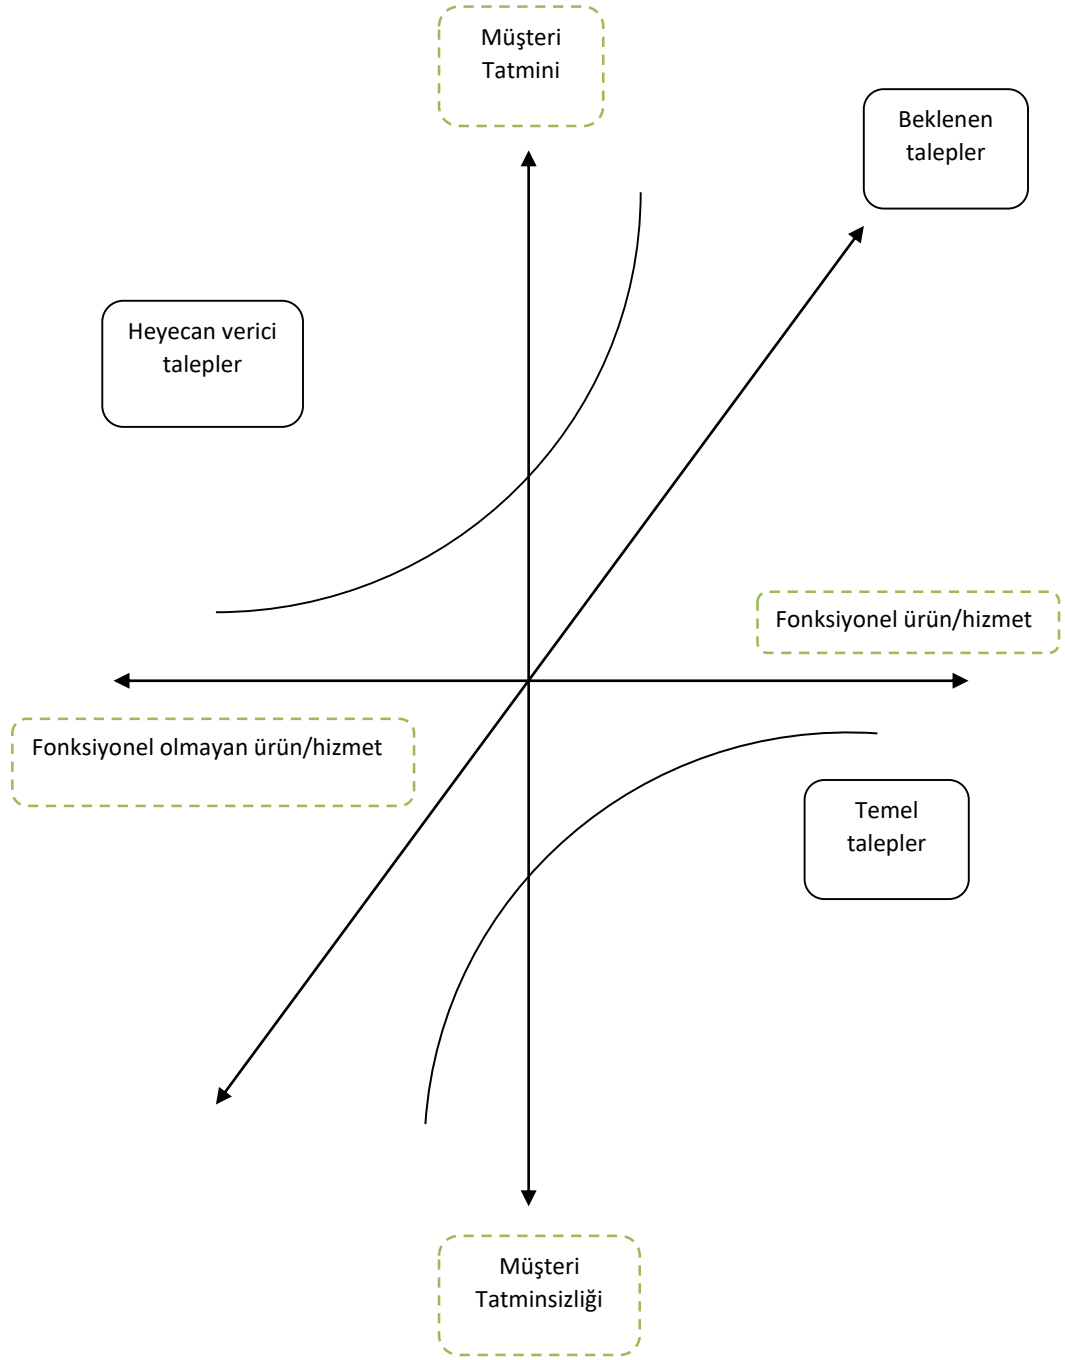 Müşteri
Tatmini
Beklenen
talepler
Heyecan verici
talepler
Fonksiyonel ürün/hizmet
Fonksiyonel olmayan ürün/hizmet
Temel
talepler
Müşteri
Tatminsizliği